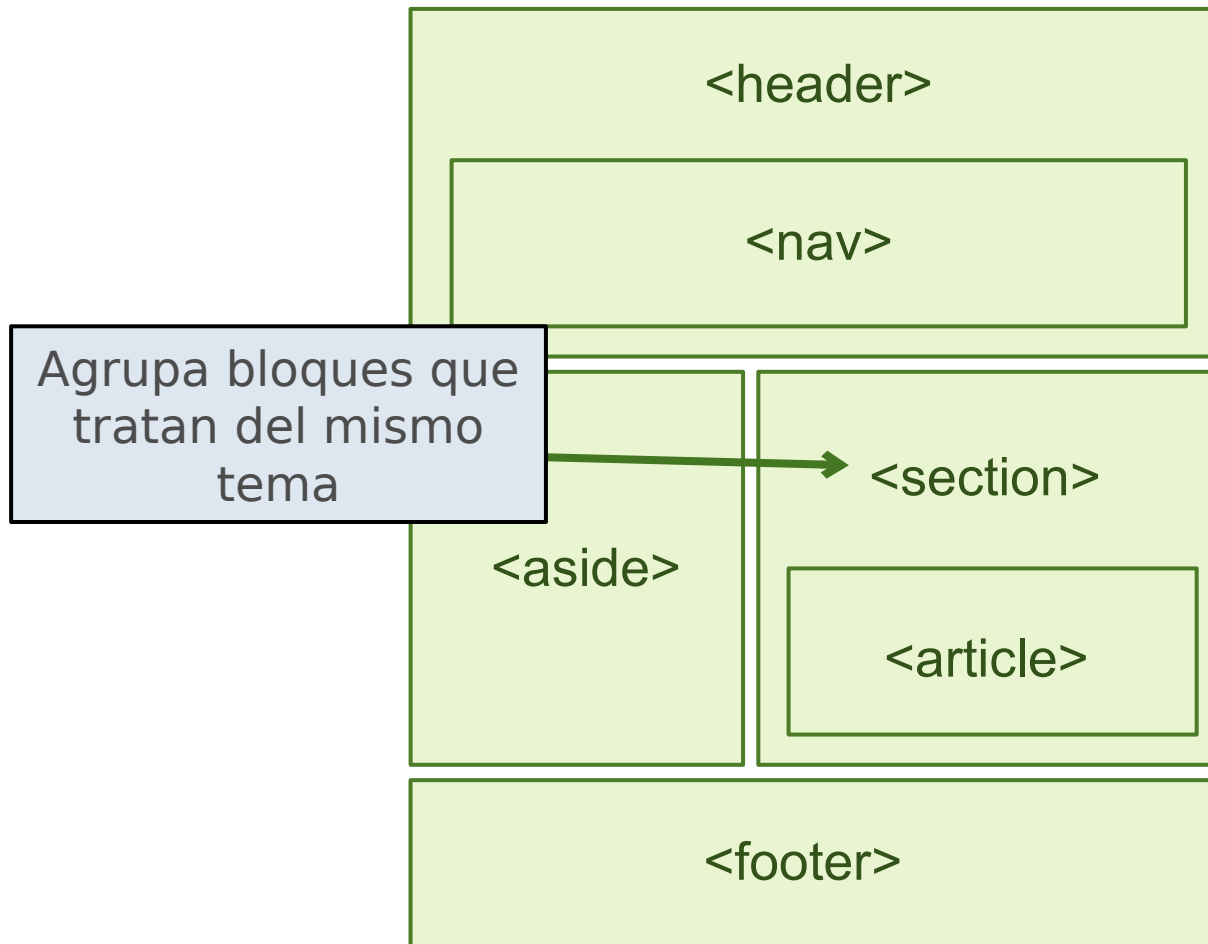 <header>
<nav>
Agrupa bloques que
tratan del mismo
tema
<section>
<aside>
<article>
<footer>